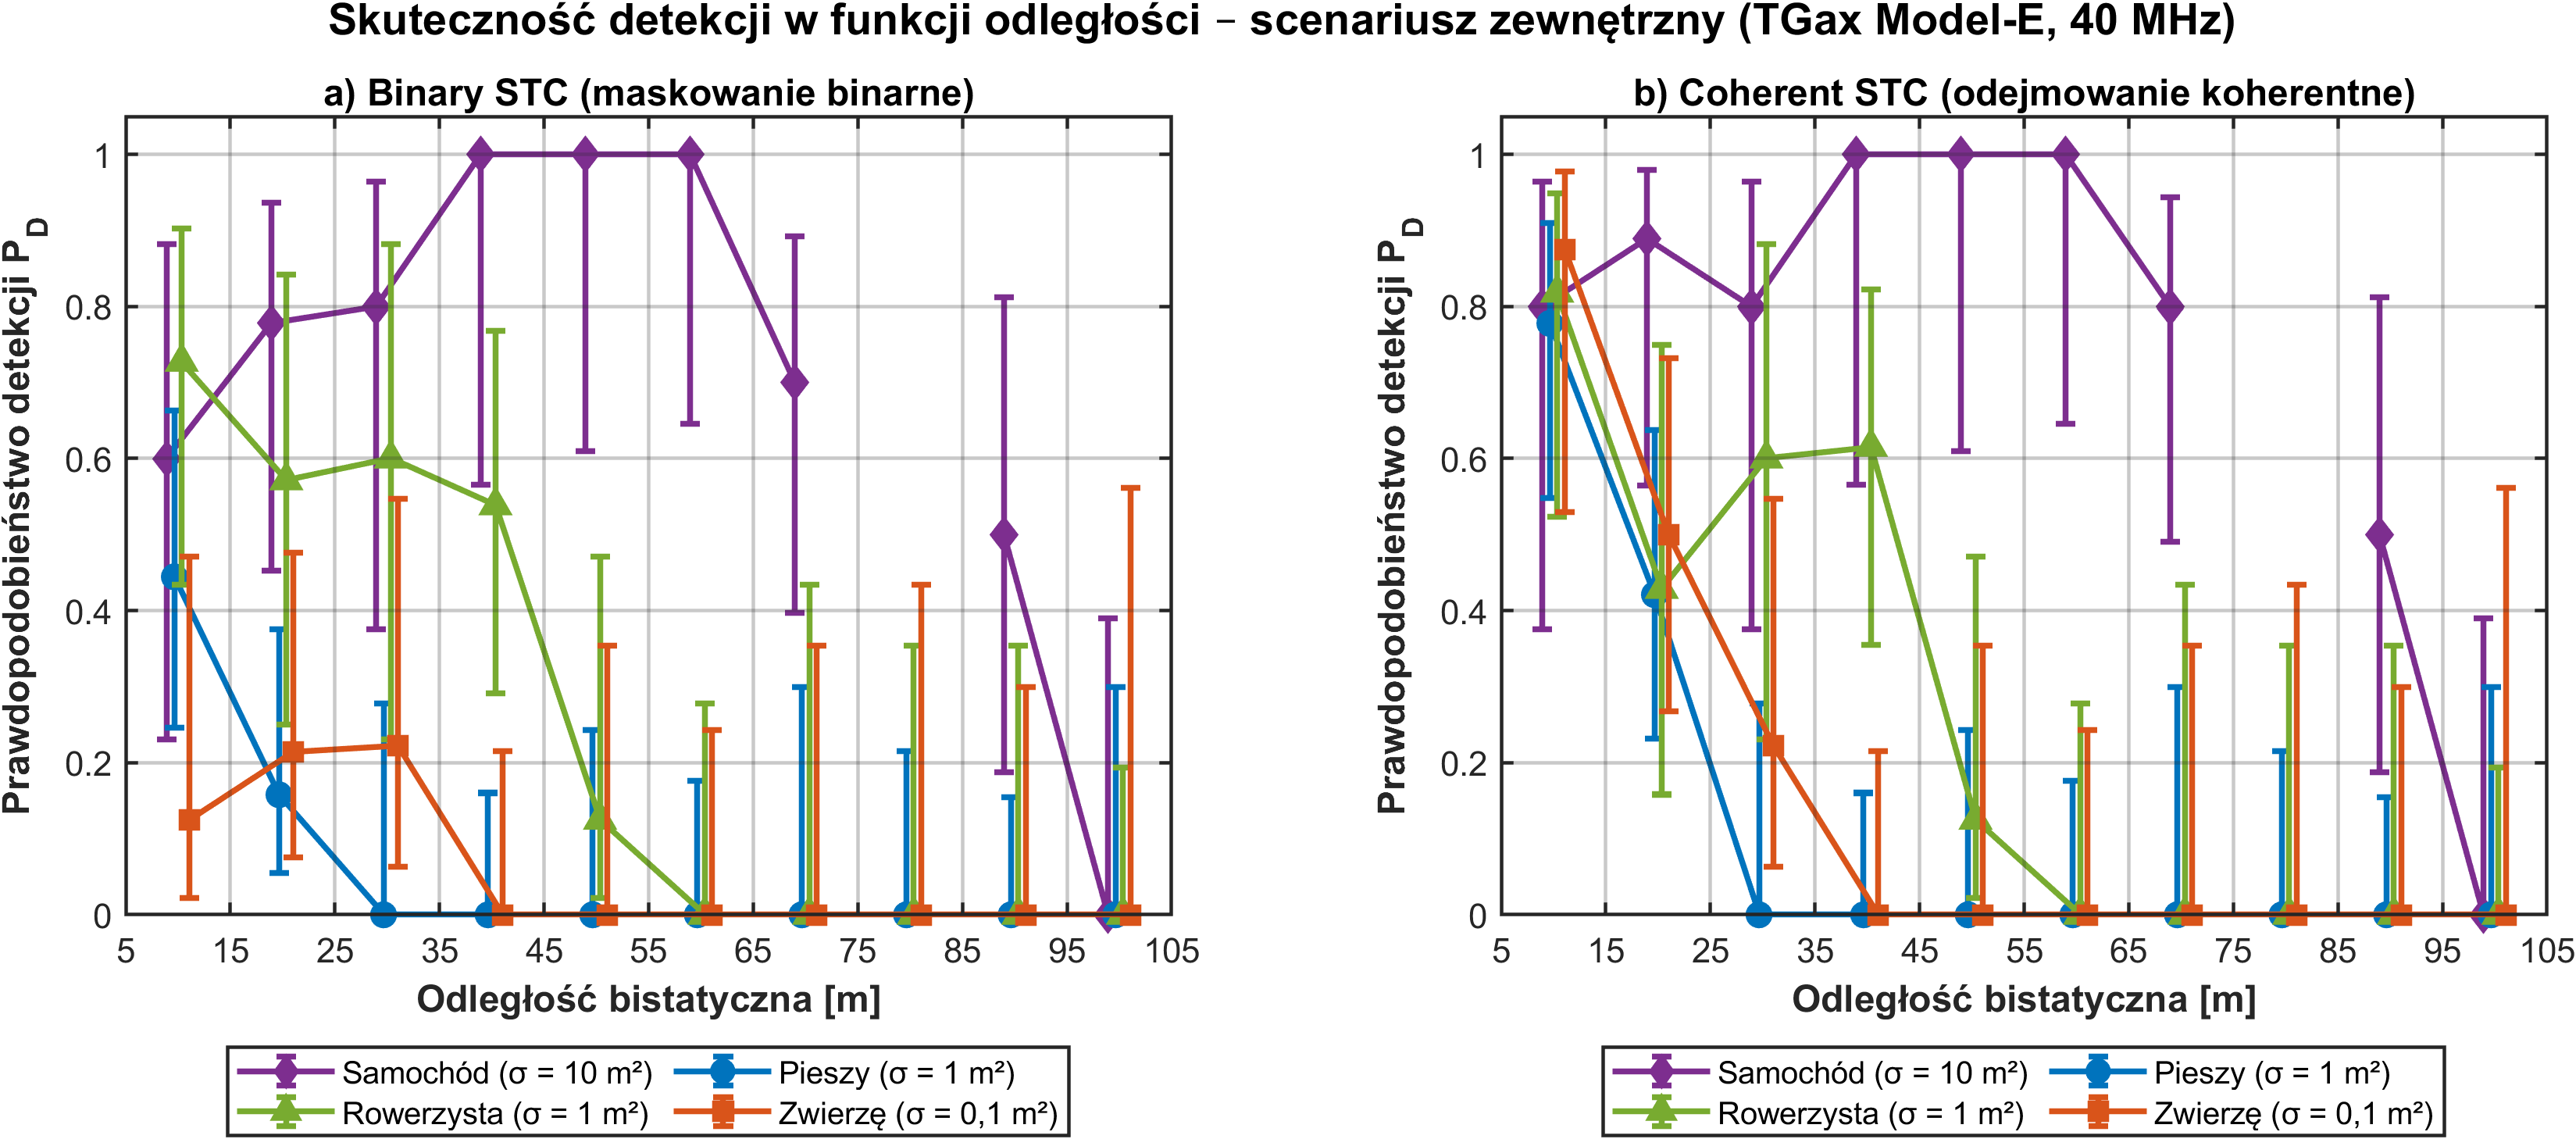 Skuteczność detekcji w funkcji odległości – scenariusz zewnętrzny (TGax Model-E, 40 MHz)
a) Binary STC (maskowanie binarne)
Prawdopodobieństwo detekcji P_D
1
0.8
0.6
0.4
0.2
0
5 15 25 35 45 55 65 75 85 95 105
Odległość bistatyczna [m]
Samochód (σ = 10 m²) Pieszy (σ = 1 m²)
Rowerzysta (σ = 1 m²) Zwierzę (σ = 0,1 m²)
b) Coherent STC (odejmowanie koherentne)
Prawdopodobieństwo detekcji P_D
1
0.8
0.6
0.4
0.2
0
5 15 25 35 45 55 65 75 85 95 105
Odległość bistatyczna [m]
Samochód (σ = 10 m²) Pieszy (σ = 1 m²)
Rowerzysta (σ = 1 m²) Zwierzę (σ = 0,1 m²)